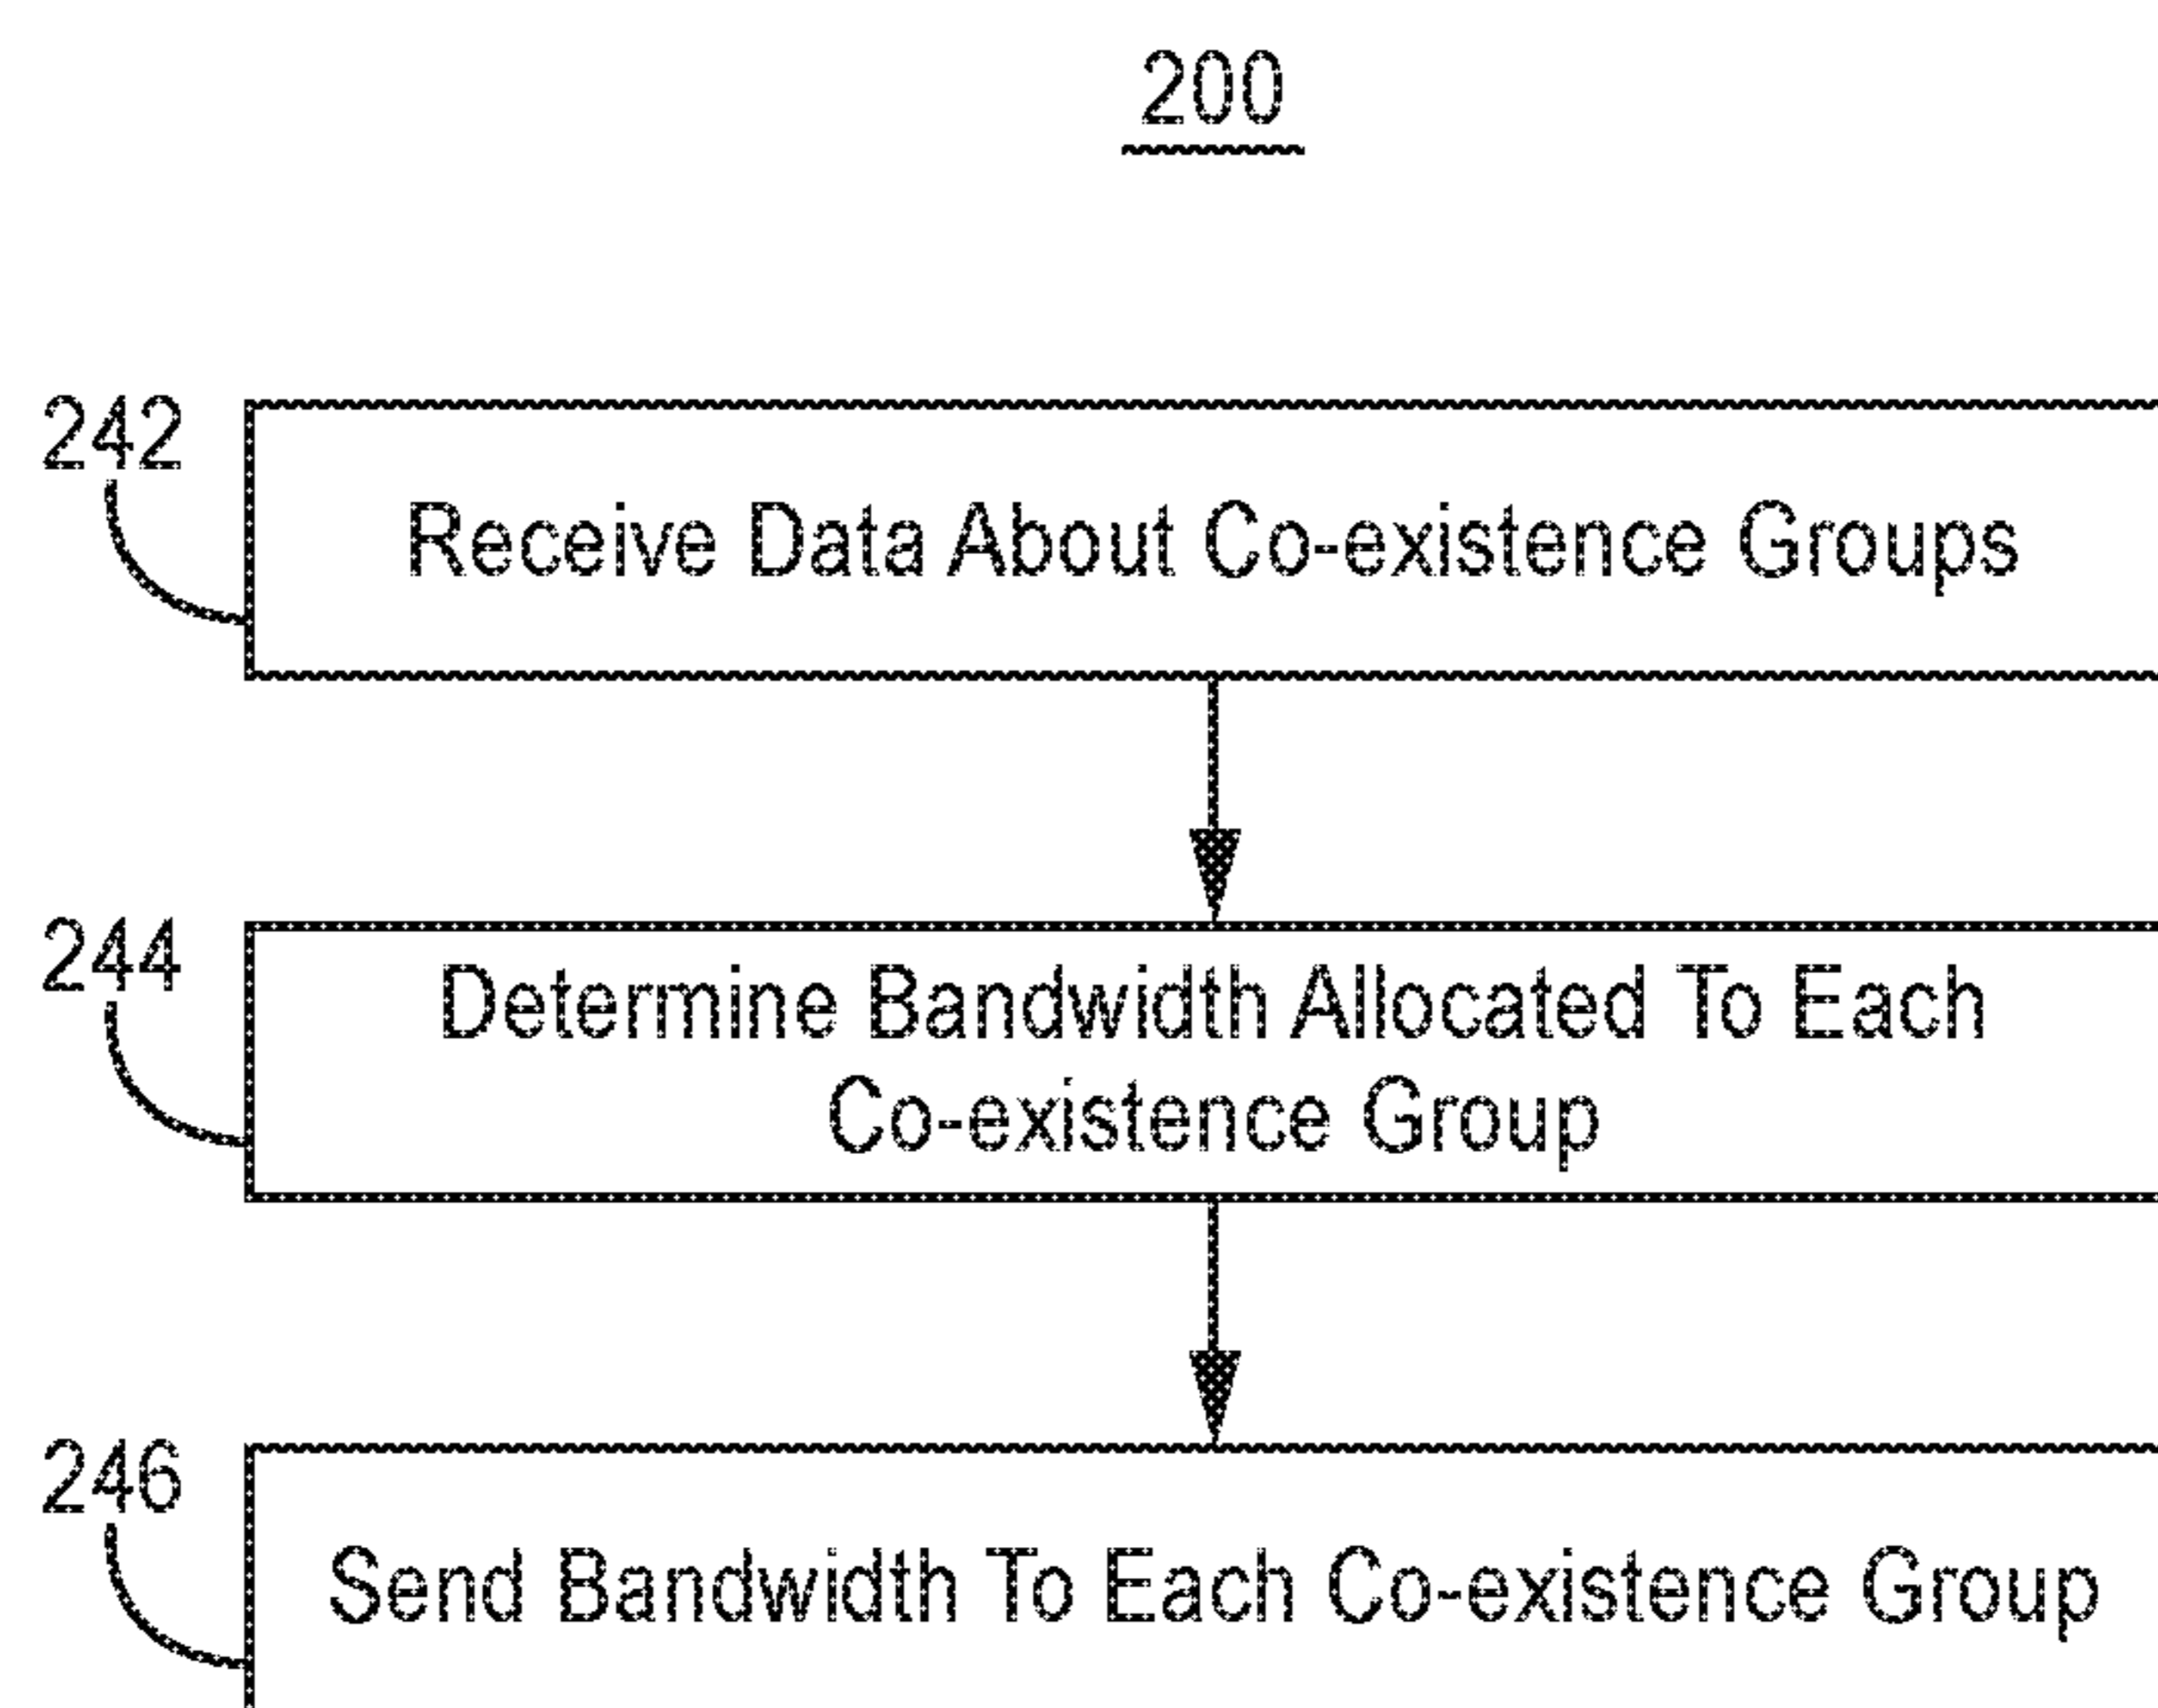 200
242
Receive Data About Co-existence Groups
244
Determine Bandwidth Allocated To Each
Co-existence Group
246
Send Bandwidth To Each Co-existence Group